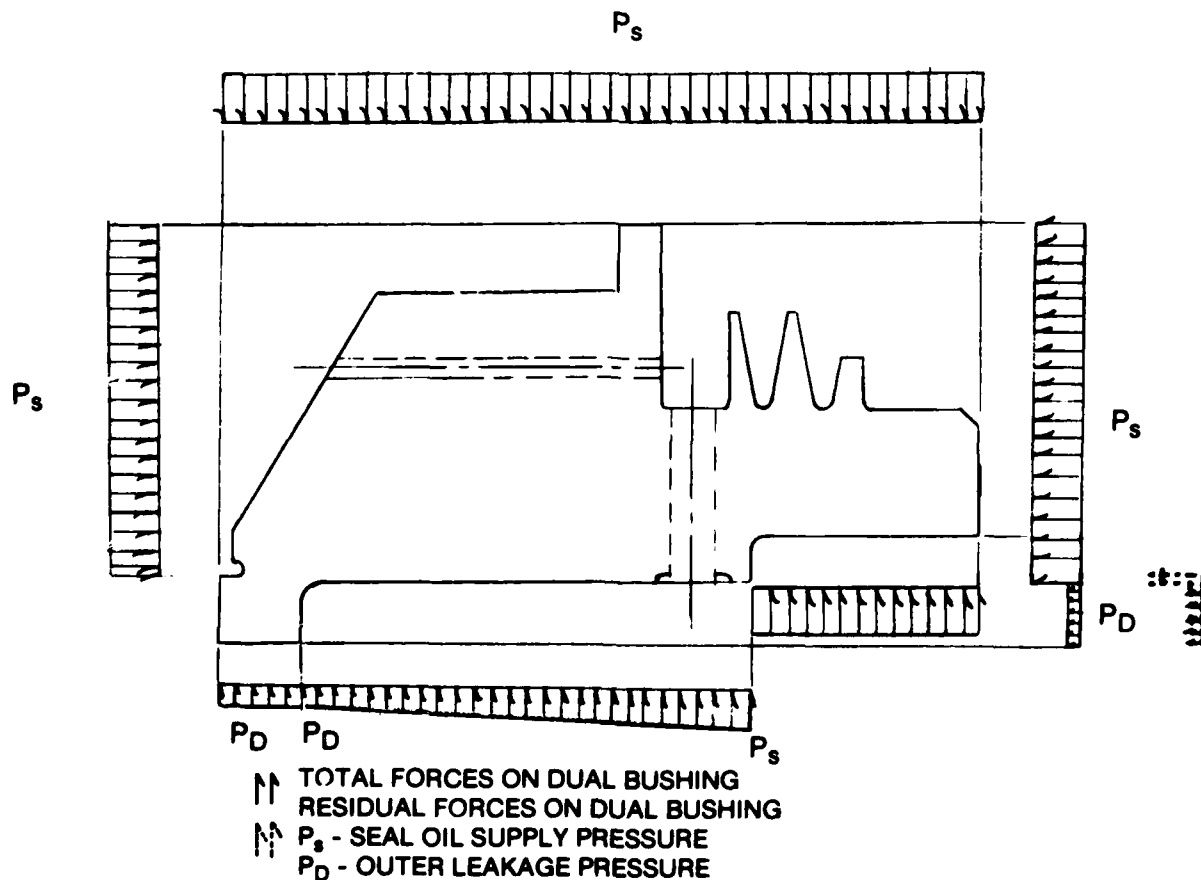 Ps
Ps
Ps
PD
PD PD
Ps
TOTAL FORCES ON DUAL BUSHING
RESIDUAL FORCES ON DUAL BUSHING
Ps - SEAL OIL SUPPLY PRESSURE
PD - OUTER LEAKAGE PRESSURE